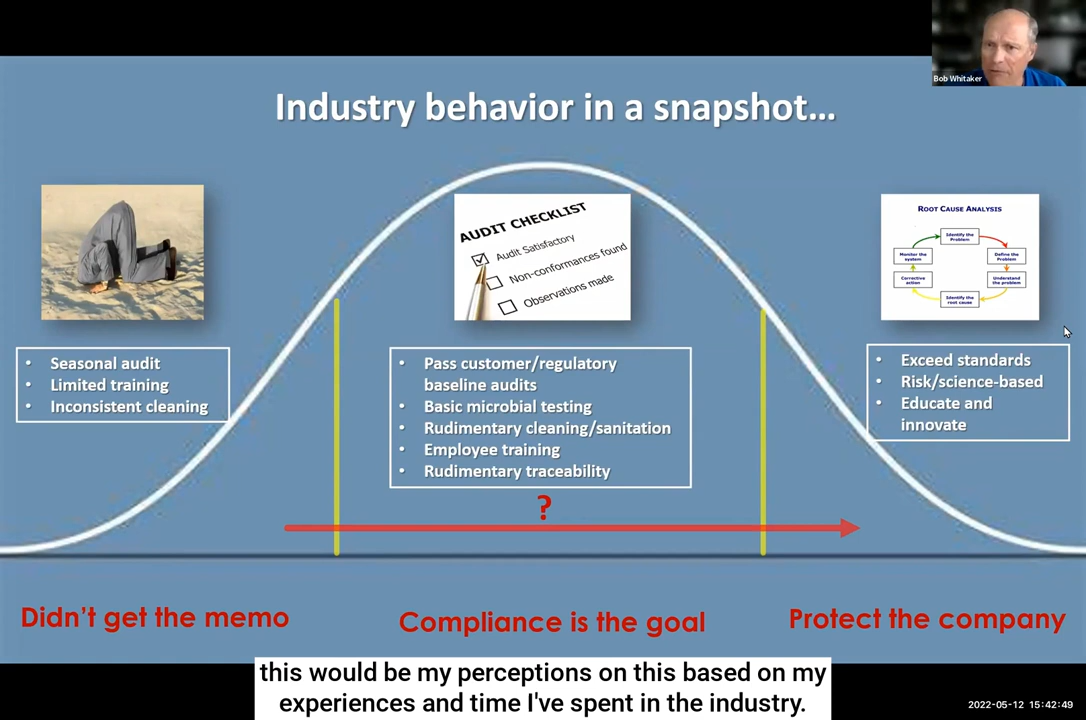 Bob Whitaker
Industry behavior in a snapshot...
AUDIT CHECKLIST
Audit Satisfactory
Non-conformances found
Observations made
ROOT CAUSE ANALYSIS
Identify the
Problem
Define the
Problem
Understand
the problem
Identify the
root cause
Corrective
action
Monitor the
system
• Seasonal audit
• Limited training
• Inconsistent cleaning
• Pass customer/regulatory
baseline audits
• Basic microbial testing
• Rudimentary cleaning/sanitation
• Employee training
• Rudimentary traceability
• Exceed standards
• Risk/science-based
• Educate and
innovate
?
Didn't get the memo
Compliance is the goal
Protect the company
this would be my perceptions on this based on my
experiences and time I've spent in the industry.
2022-05-12 15:42:49